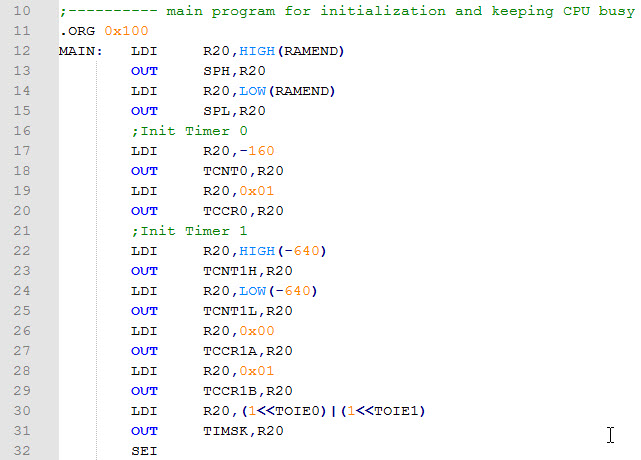 10 ;---------- main program for initialization and keeping CPU busy
11 .ORG 0x100
12 MAIN: LDI R20,HIGH(RAMEND)
13 OUT SPH,R20
14 LDI R20,LOW(RAMEND)
15 OUT SPL,R20
16 ;Init Timer 0
17 LDI R20,-160
18 OUT TCNT0,R20
19 LDI R20,0x01
20 OUT TCCR0,R20
21 ;Init Timer 1
22 LDI R20,HIGH(-640)
23 OUT TCNT1H,R20
24 LDI R20,LOW(-640)
25 OUT TCNT1L,R20
26 LDI R20,0x00
27 OUT TCCR1A,R20
28 LDI R20,0x01
29 OUT TCCR1B,R20
30 LDI R20,(1<<TOIE0)|(1<<TOIE1)
31 OUT TIMSK,R20
32 SEI